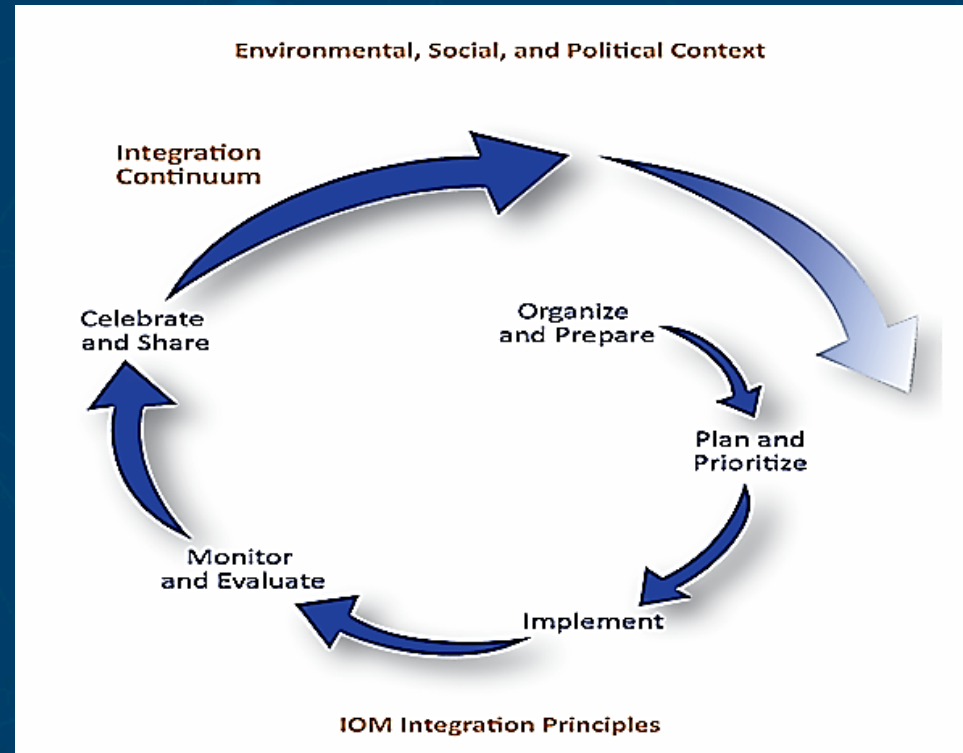 Environmental, Social, and Political Context
Integration
Continuum
Celebrate
and Share
Organize
and Prepare
Plan and
Prioritize
Monitor
and Evaluate
Implement
IOM Integration Principles